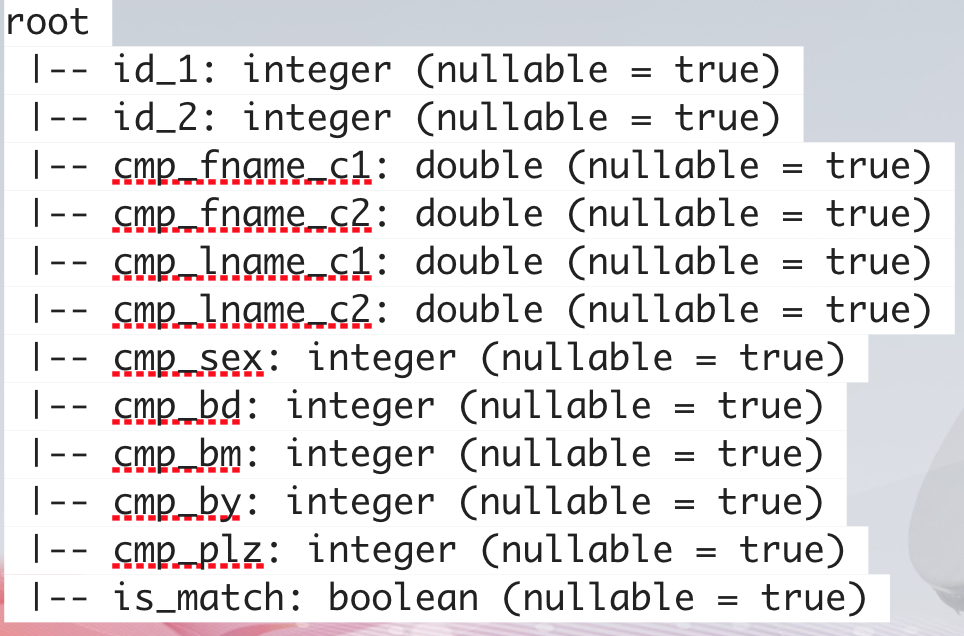 root
 |-- id_1: integer (nullable = true)
 |-- id_2: integer (nullable = true)
 |-- cmp_fname_c1: double (nullable = true)
 |-- cmp_fname_c2: double (nullable = true)
 |-- cmp_lname_c1: double (nullable = true)
 |-- cmp_lname_c2: double (nullable = true)
 |-- cmp_sex: integer (nullable = true)
 |-- cmp_bd: integer (nullable = true)
 |-- cmp_bm: integer (nullable = true)
 |-- cmp_by: integer (nullable = true)
 |-- cmp_plz: integer (nullable = true)
 |-- is_match: boolean (nullable = true)